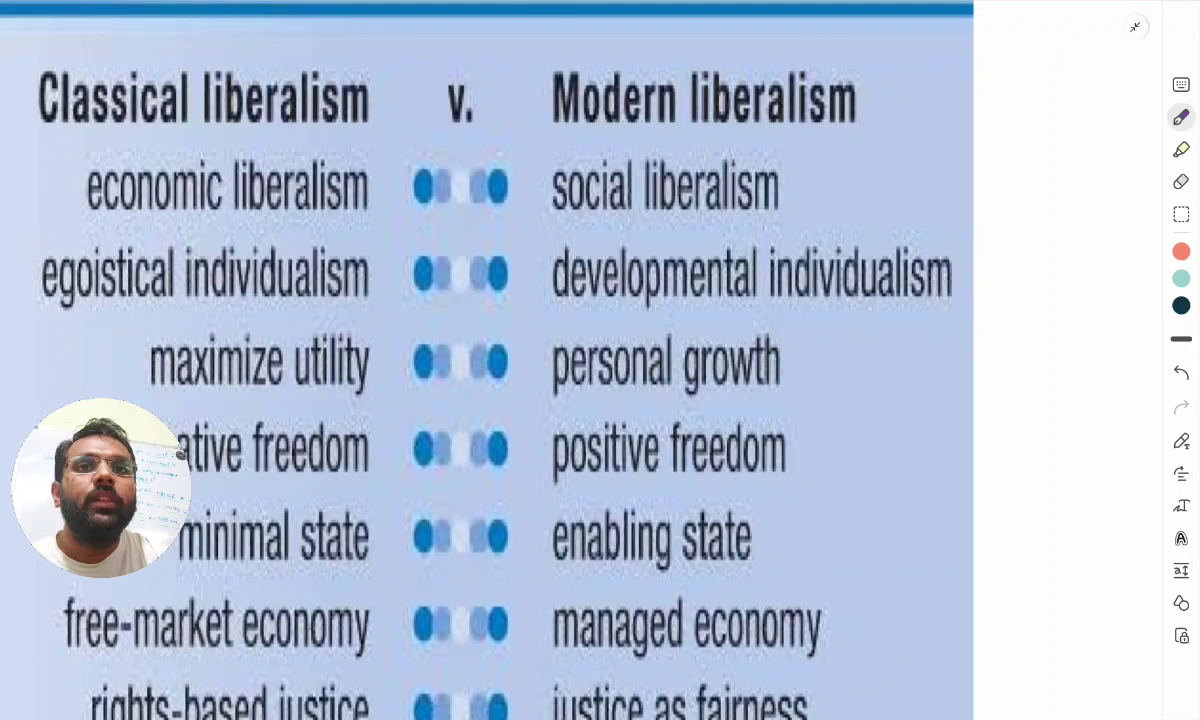 Classical liberalism v. Modern liberalism
economic liberalism social liberalism
egoistical individualism developmental individualism
maximize utility personal growth
ative freedom positive freedom
minimal state enabling state
free-market economy managed economy
rights-based justice justice as fairness